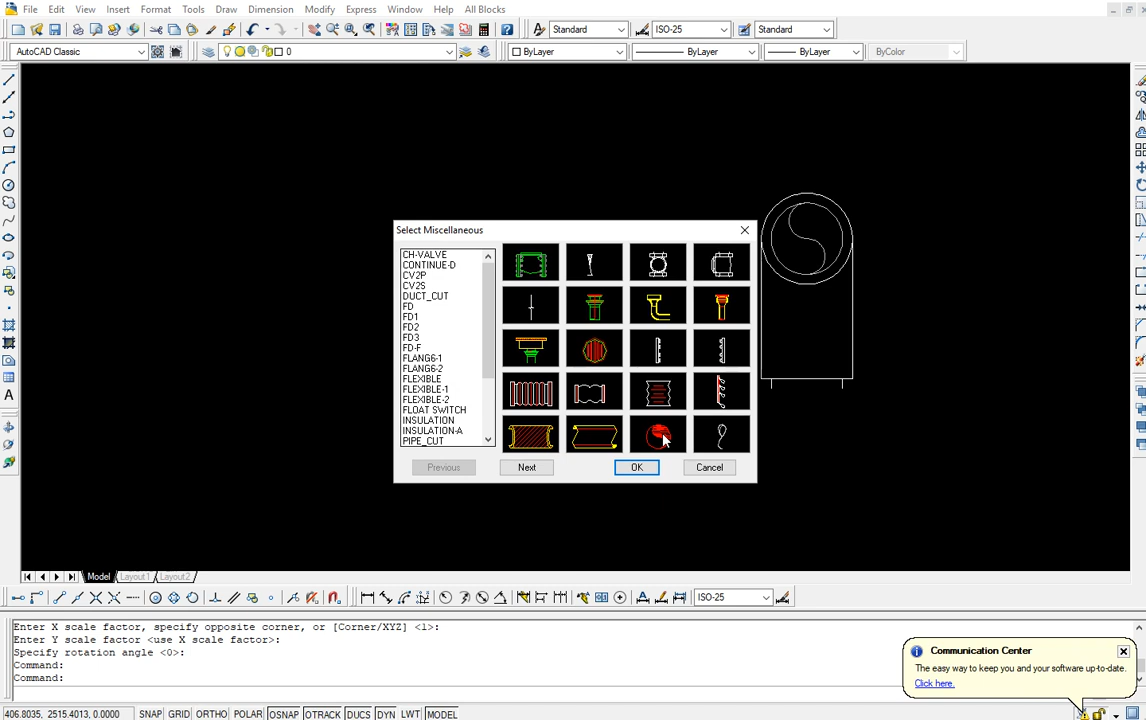 File Edit View Insert Format Tools Draw Dimension Modify Express Window Help All Blocks
Standard ISO-25 Standard
AutoCAD Classic 0 ByLayer ByLayer ByLayer ByColor
Select Miscellaneous
CH-VALVE
CONTINUE-D
CV2P
CV2S
DUCT_CUT
FD
FD1
FD2
FD3
FD-F
FLANG6-1
FLANG6-2
FLEXIBLE
FLEXIBLE-1
FLEXIBLE-2
FLOAT SWITCH
INSULATION
INSULATION-A
PIPE_CUT
Previous Next OK Cancel
Model Layout1 Layout2
ISO-25
Enter X scale factor, specify opposite corner, or [Corner/XYZ] <1>:
Enter Y scale factor <use X scale factor>:
Specify rotation angle <0>:
Command:
Command:
Communication Center
The easy way to keep you and your software up-to-date.
Click here.
406.8035, 2515.4013, 0.0000 SNAP GRID ORTHO POLAR OSNAP OTRACK DUCS DYN LWT MODEL